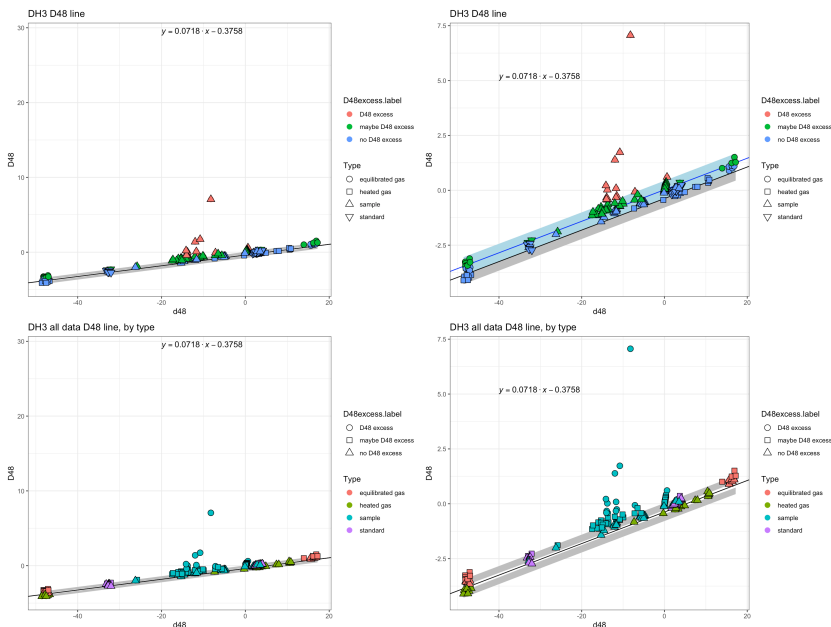 DH3 D48 line
30
20
10
0
-40
-20
0
20
d48
D48
y = 0.0718 · x − 0.3758
D48excess.label
D48 excess
maybe D48 excess
no D48 excess
Type
equilibrated gas
heated gas
sample
standard
DH3 D48 line
7.5
5.0
2.5
0.0
-2.5
-40
-20
0
20
d48
D48
y = 0.0718 · x − 0.3758
D48excess.label
D48 excess
maybe D48 excess
no D48 excess
Type
equilibrated gas
heated gas
sample
standard
DH3 all data D48 line, by type
30
20
10
0
-40
-20
0
20
d48
D48
y = 0.0718 · x − 0.3758
D48excess.label
D48 excess
maybe D48 excess
no D48 excess
Type
equilibrated gas
heated gas
sample
standard
DH3 all data D48 line, by type
7.5
5.0
2.5
0.0
-2.5
-40
-20
0
20
d48
D48
y = 0.0718 · x − 0.3758
D48excess.label
D48 excess
maybe D48 excess
no D48 excess
Type
equilibrated gas
heated gas
sample
standard